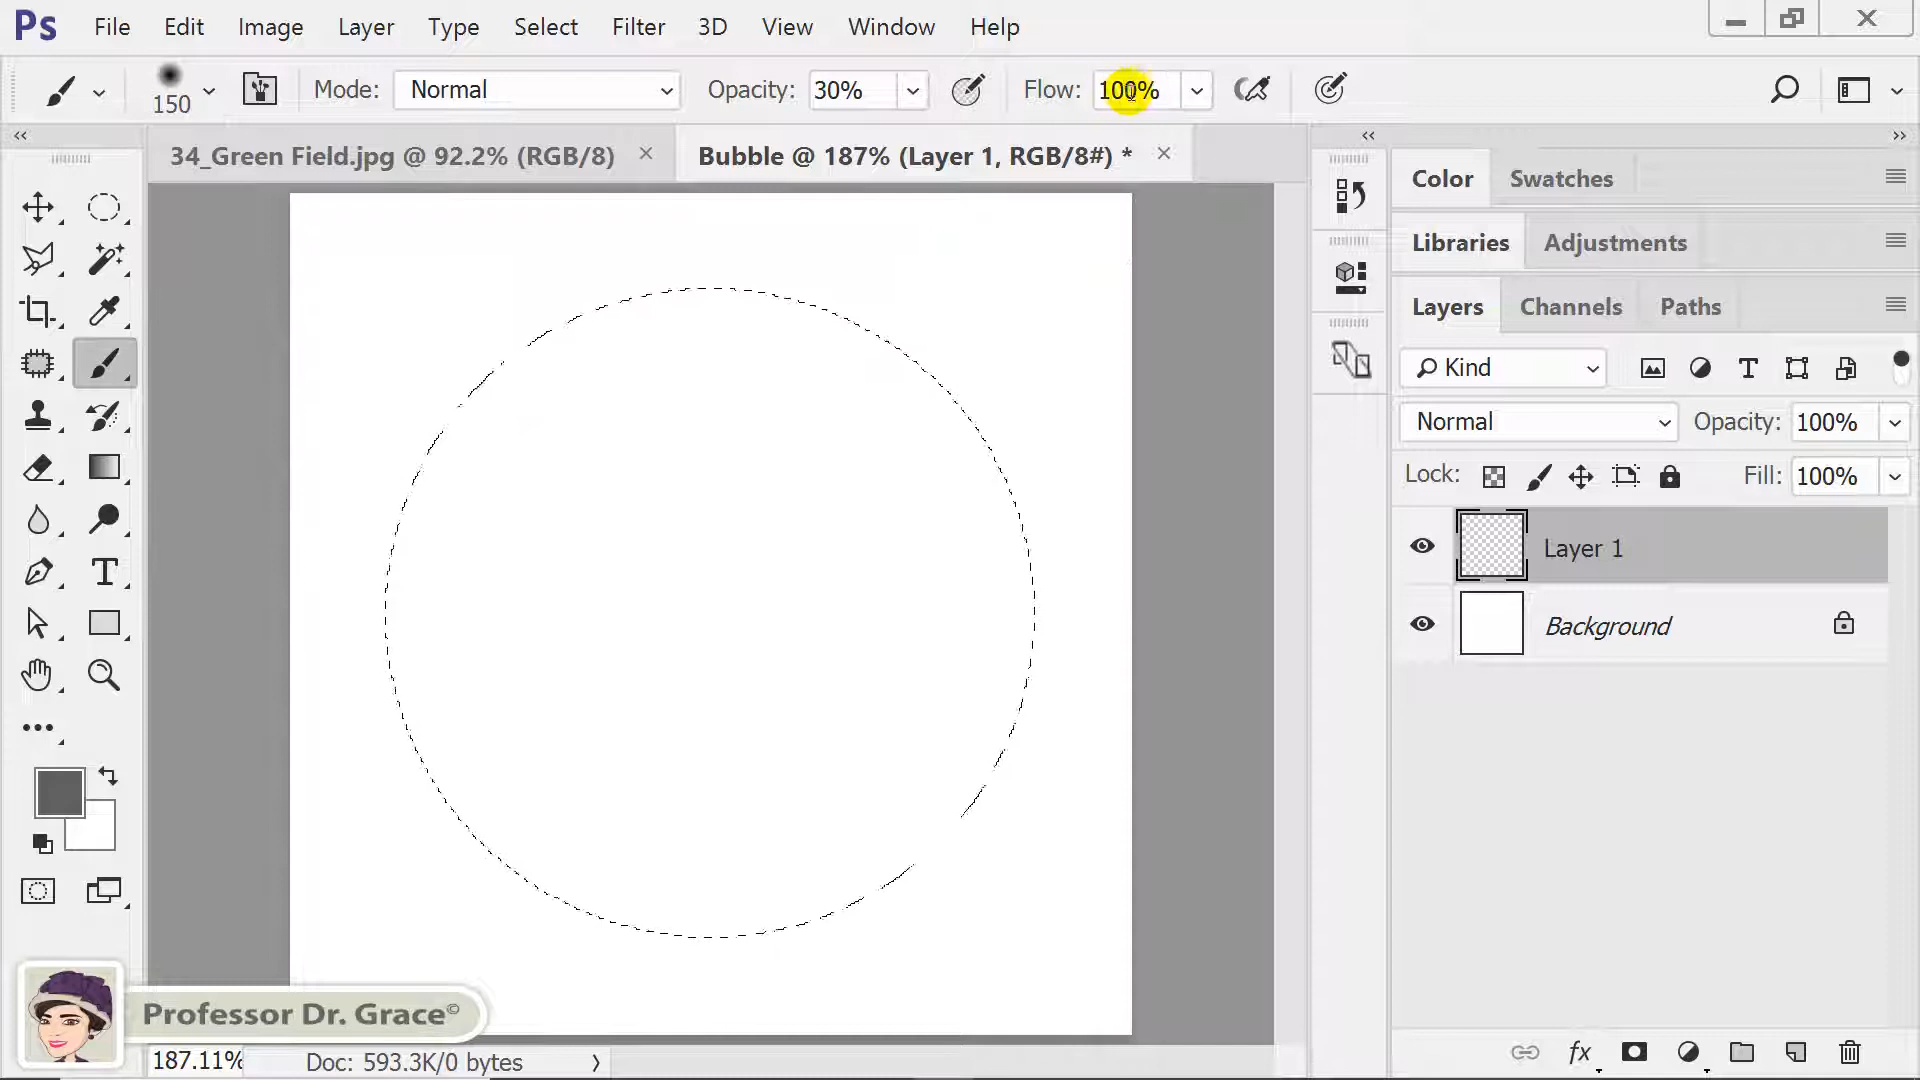 Ps File Edit Image Layer Type Select Filter 3D View Window Help
150 Mode: Normal Opacity: 30% Flow: 100%
34_Green Field.jpg @ 92.2% (RGB/8) Bubble @ 187% (Layer 1, RGB/8#) *
Color Swatches
Libraries Adjustments
Layers Channels Paths
Kind
Normal Opacity: 100%
Lock: Fill: 100%
Layer 1
Background
Professor Dr. Grace©
187.11% Doc: 593.3K/0 bytes
fx